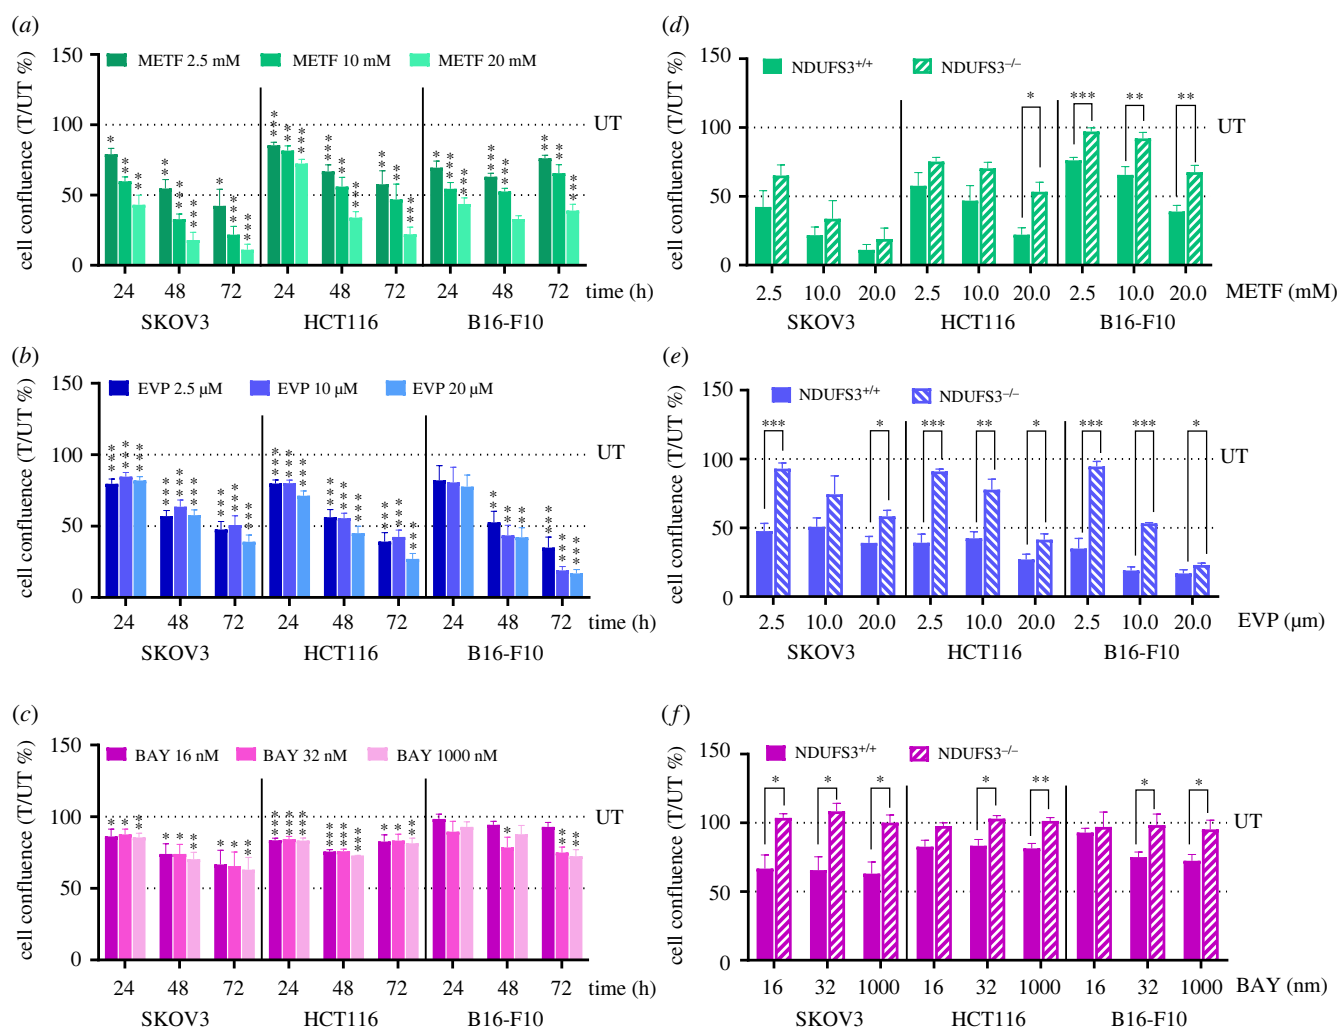 (a)
cell confluence (T/UT %)
150
100
50
0
METF 2.5 mM METF 10 mM METF 20 mM
UT
* ** ** ** *** *** * *** ***
*** ** *** *** *** *** ** ** ***
** *** *** ** *** ** ** ***
24 48 72 24 48 72 24 48 72 time (h)
SKOV3 HCT116 B16-F10
(b)
cell confluence (T/UT %)
150
100
50
0
EVP 2.5 µM EVP 10 µM EVP 20 µM
UT
24 48 72 24 48 72 24 48 72 time (h)
SKOV3 HCT116 B16-F10
(c)
cell confluence (T/UT %)
150
100
50
0
BAY 16 nM BAY 32 nM BAY 1000 nM
UT
24 48 72 24 48 72 24 48 72 time (h)
SKOV3 HCT116 B16-F10
(d)
cell confluence (T/UT %)
150
100
50
0
NDUFS3+/+ NDUFS3–/–
* *** ** **
UT
2.5 10.0 20.0 2.5 10.0 20.0 2.5 10.0 20.0 METF (mM)
SKOV3 HCT116 B16-F10
(e)
cell confluence (T/UT %)
150
100
50
0
NDUFS3+/+ NDUFS3–/–
*** * *** ** * *** *** *
UT
2.5 10.0 20.0 2.5 10.0 20.0 2.5 10.0 20.0 EVP (µm)
SKOV3 HCT116 B16-F10
(f)
cell confluence (T/UT %)
150
100
50
0
NDUFS3+/+ NDUFS3–/–
* * * * ** * *
UT
16 32 1000 16 32 1000 16 32 1000 BAY (nm)
SKOV3 HCT116 B16-F10